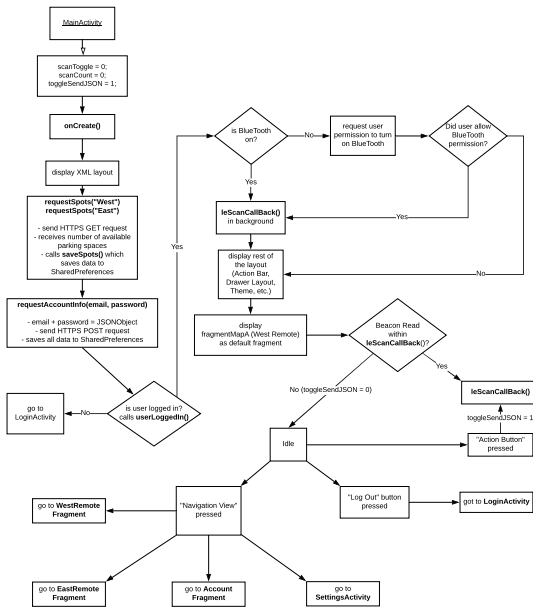 MainActivity
scanToggle = 0;
scanCount = 0;
toggleSendJSON = 1;
onCreate()
display XML layout
requestSpots("West")
requestSpots("East")
- send HTTPS GET request
- receives number of available
parking spaces
- calls saveSpots() which
saves data to
SharedPreferences
requestAccountInfo(email, password)
- email + password = JSONObject
- send HTTPS POST request
- saves all data to SharedPreferences
is user logged in?
calls userLoggedIn()
No
go to
LoginActivity
Yes
is BlueTooth
on?
No
request user
permission to turn
on BlueTooth
Did user allow
BlueTooth
permission?
Yes
Yes
No
leScanCallBack()
in background
display rest of
the layout
(Action Bar,
Drawer Layout,
Theme, etc.)
display
fragmentMapA (West Remote)
as default fragment
Beacon Read
within
leScanCallBack()?
Yes
leScanCallBack()
toggleSendJSON = 1
"Action Button"
pressed
No (toggleSendJSON = 0)
Idle
"Navigation View"
pressed
"Log Out" button
pressed
got to LoginActivity
go to WestRemote
Fragment
go to EastRemote
Fragment
go to Account
Fragment
go to
SettingsActivity